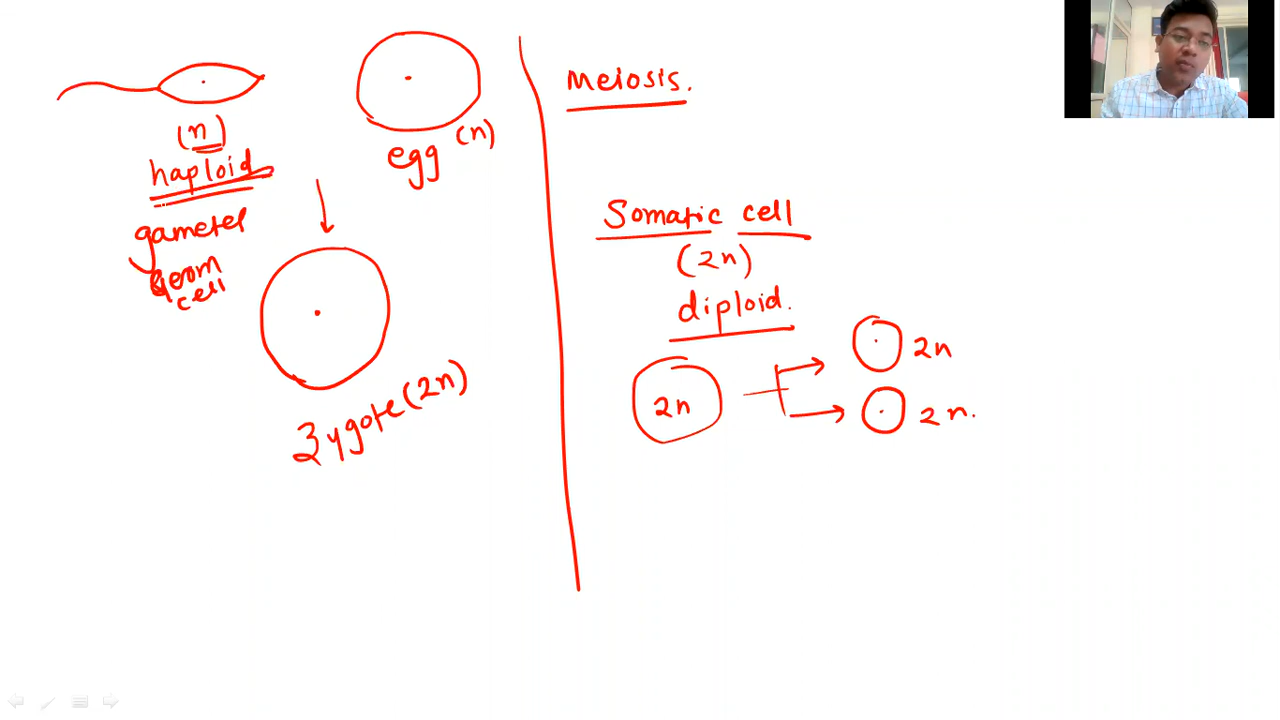 (n)
haploid
gametes
germ
cell
egg (n)
zygote (2n)
Meiosis.
Somatic cell
(2n)
diploid.
2n
2n
2n.